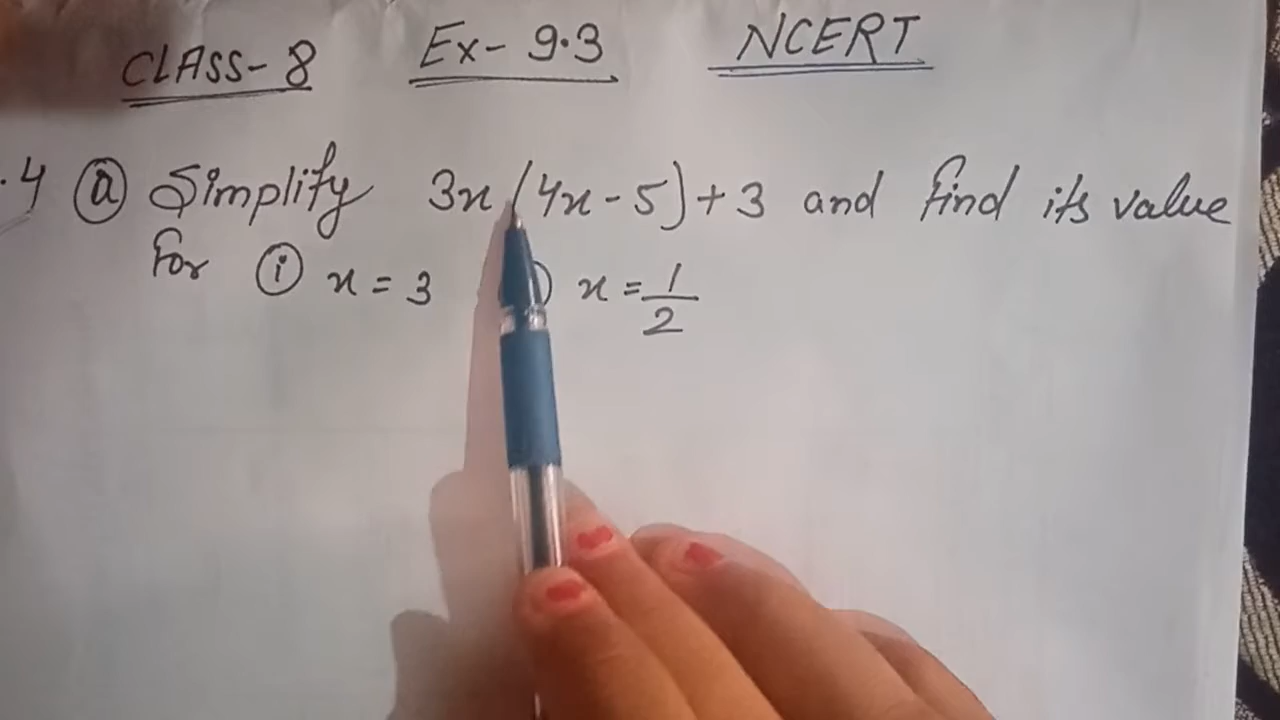 CLASS-8 Ex-9.3 NCERT
.4 (a) Simplify 3x(4x-5)+3 and find its value
for (i) x=3 x=1/2